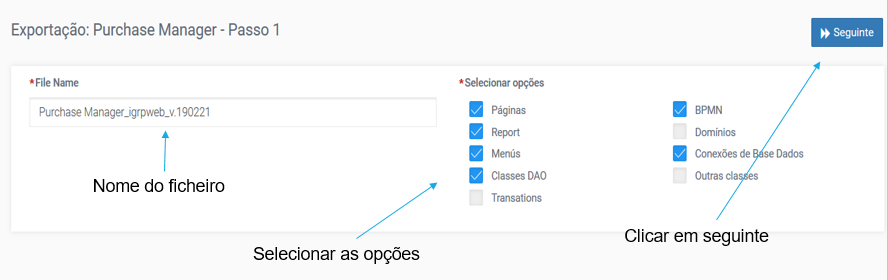 Exportação: Purchase Manager - Passo 1
Seguinte
*File Name
Purchase Manager_igrpweb_v.190221
Nome do ficheiro
*Selecionar opções
Páginas
BPMN
Report
Domínios
Menús
Conexões de Base Dados
Classes DAO
Outras classes
Transations
Selecionar as opções
Clicar em seguinte